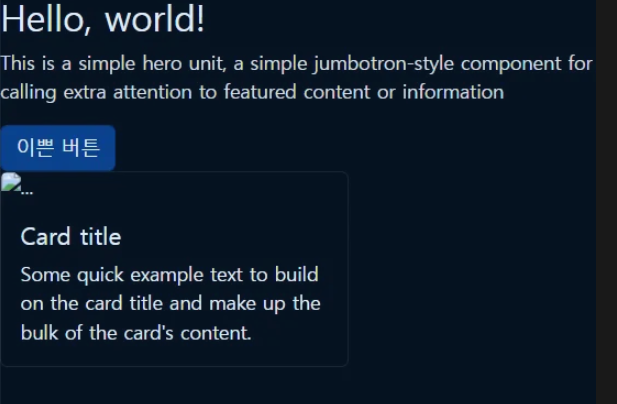 Hello, world!
This is a simple hero unit, a simple jumbotron-style component for
calling extra attention to featured content or information
이쁜 버튼
...
Card title
Some quick example text to build
on the card title and make up the
bulk of the card's content.